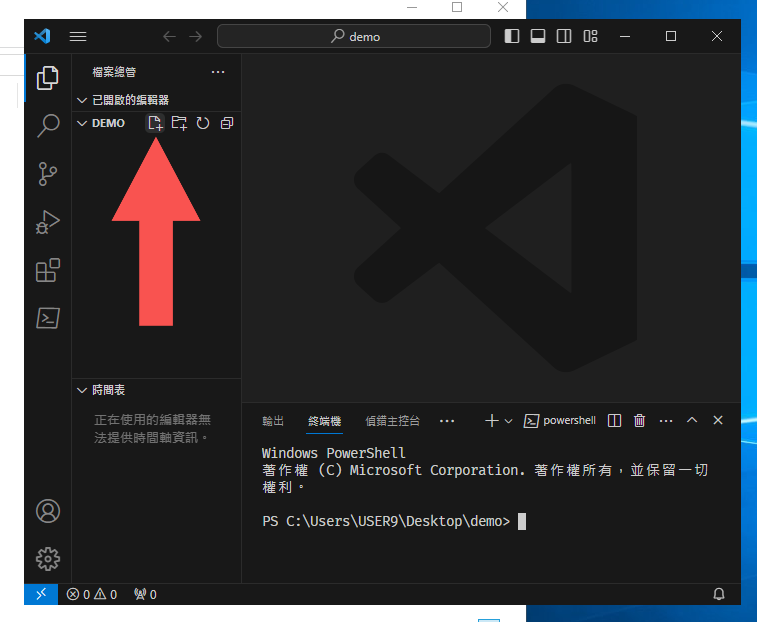 demo
檔案總管
已開啟的編輯器
DEMO
時間表
正在使用的編輯器無
法提供時間軸資訊。
輸出 終端機 偵錯主控台 powershell
Windows PowerShell
著作權 (C) Microsoft Corporation. 著作權所有，並保留一切
權利。
PS C:\Users\USER9\Desktop\demo>
0 0 0